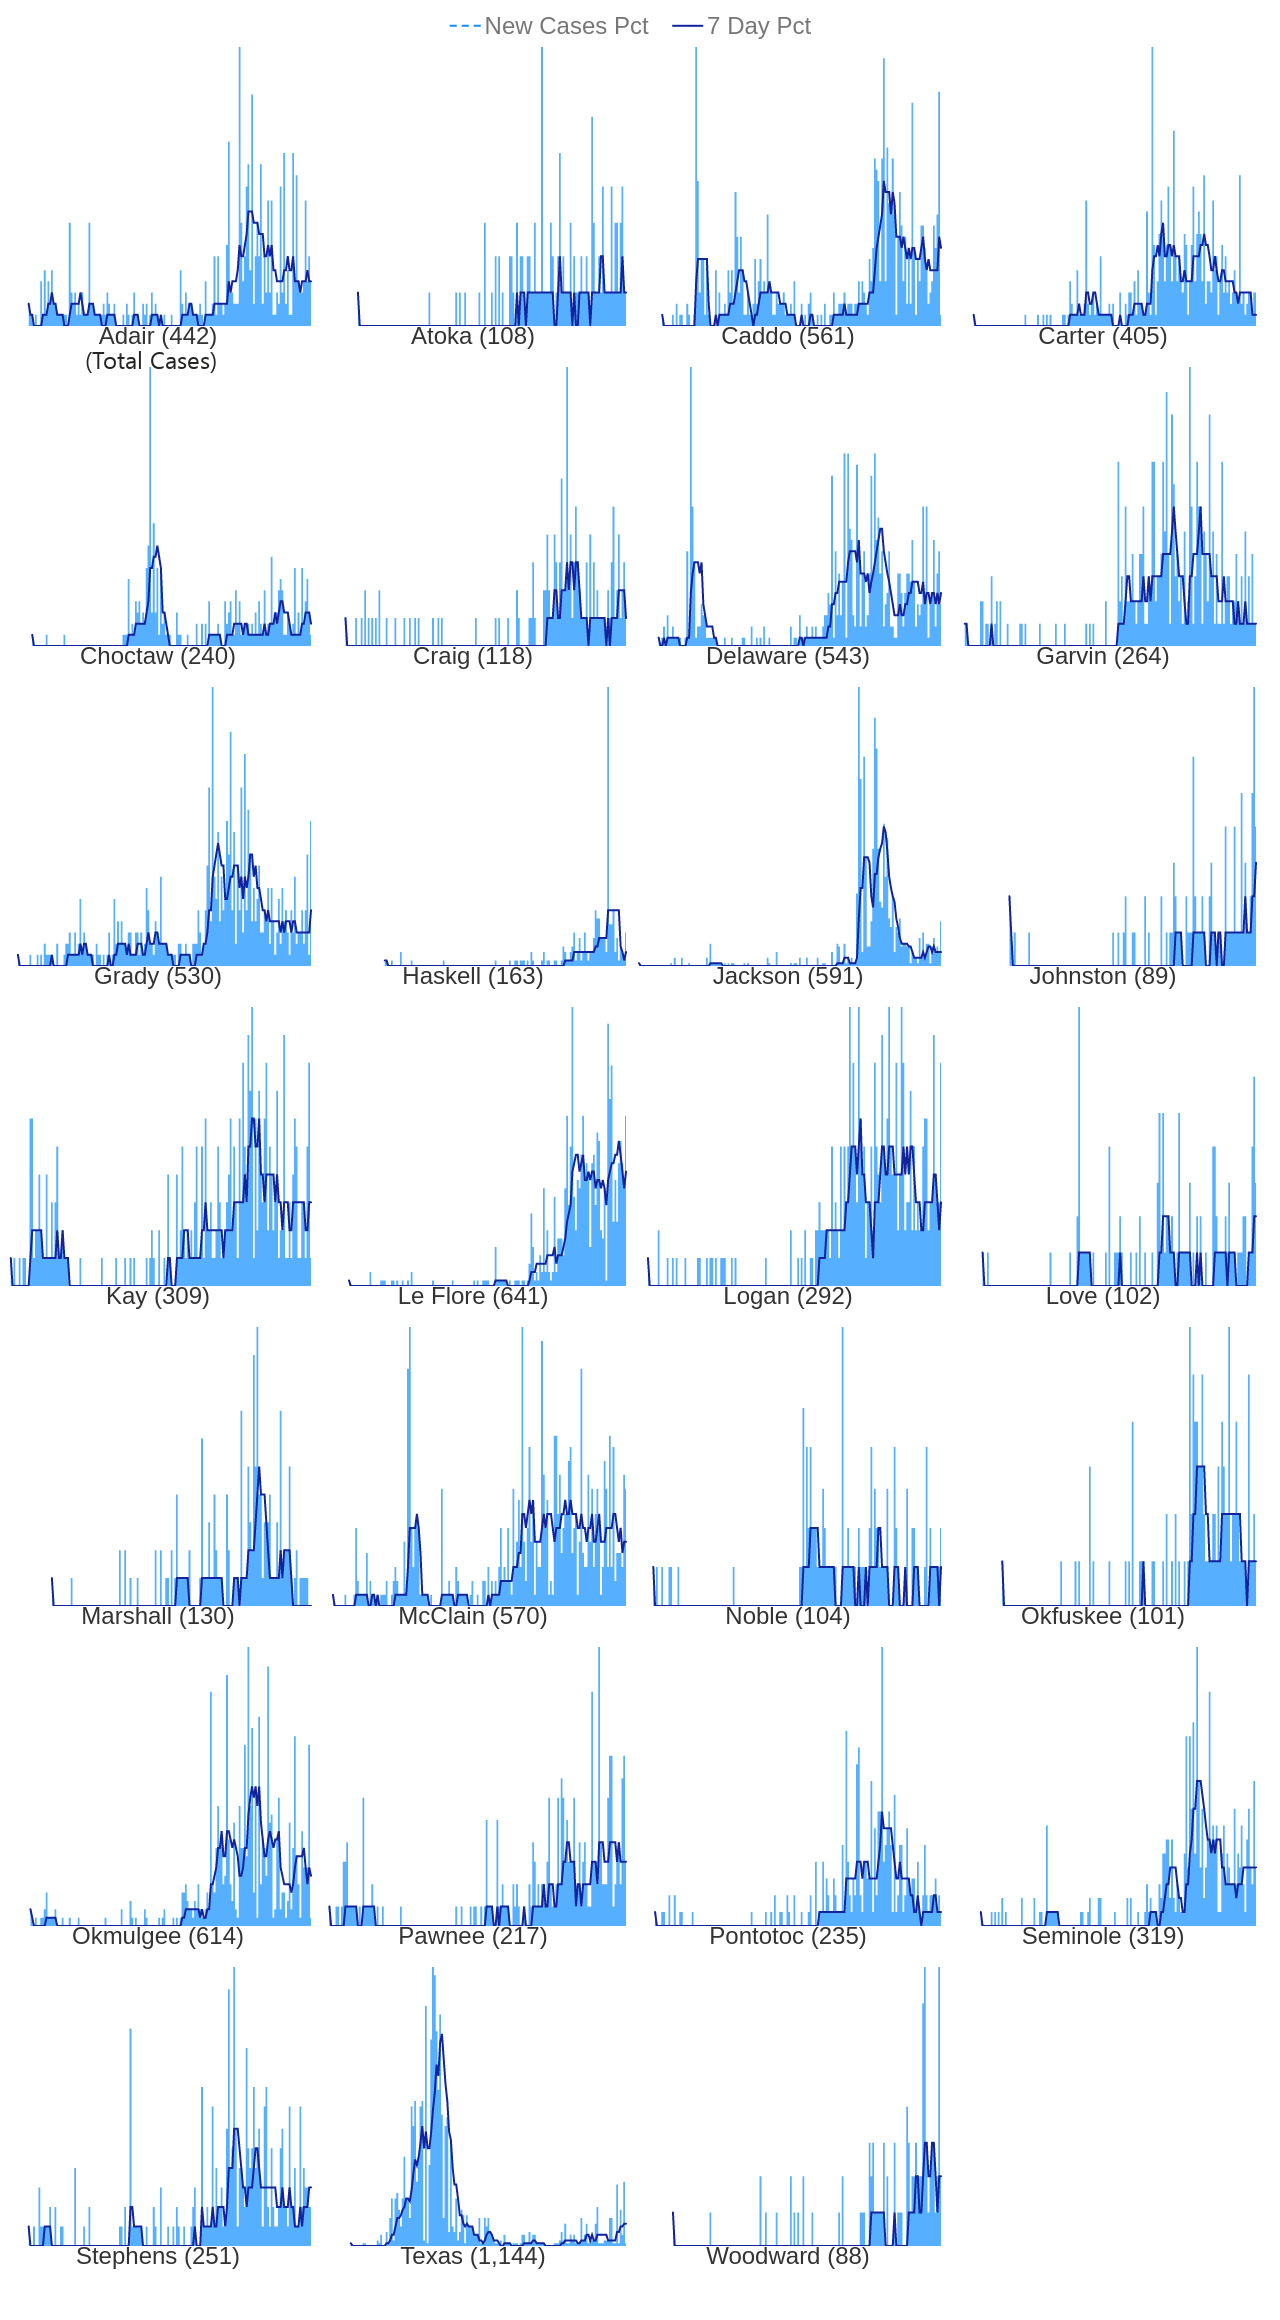 New Cases Pct 7 Day Pct
Adair (442) Atoka (108) Caddo (561) Carter (405)
(Total Cases)
Choctaw (240) Craig (118) Delaware (543) Garvin (264)
Grady (530) Haskell (163) Jackson (591) Johnston (89)
Kay (309) Le Flore (641) Logan (292) Love (102)
Marshall (130) McClain (570) Noble (104) Okfuskee (101)
Okmulgee (614) Pawnee (217) Pontotoc (235) Seminole (319)
Stephens (251) Texas (1,144) Woodward (88)